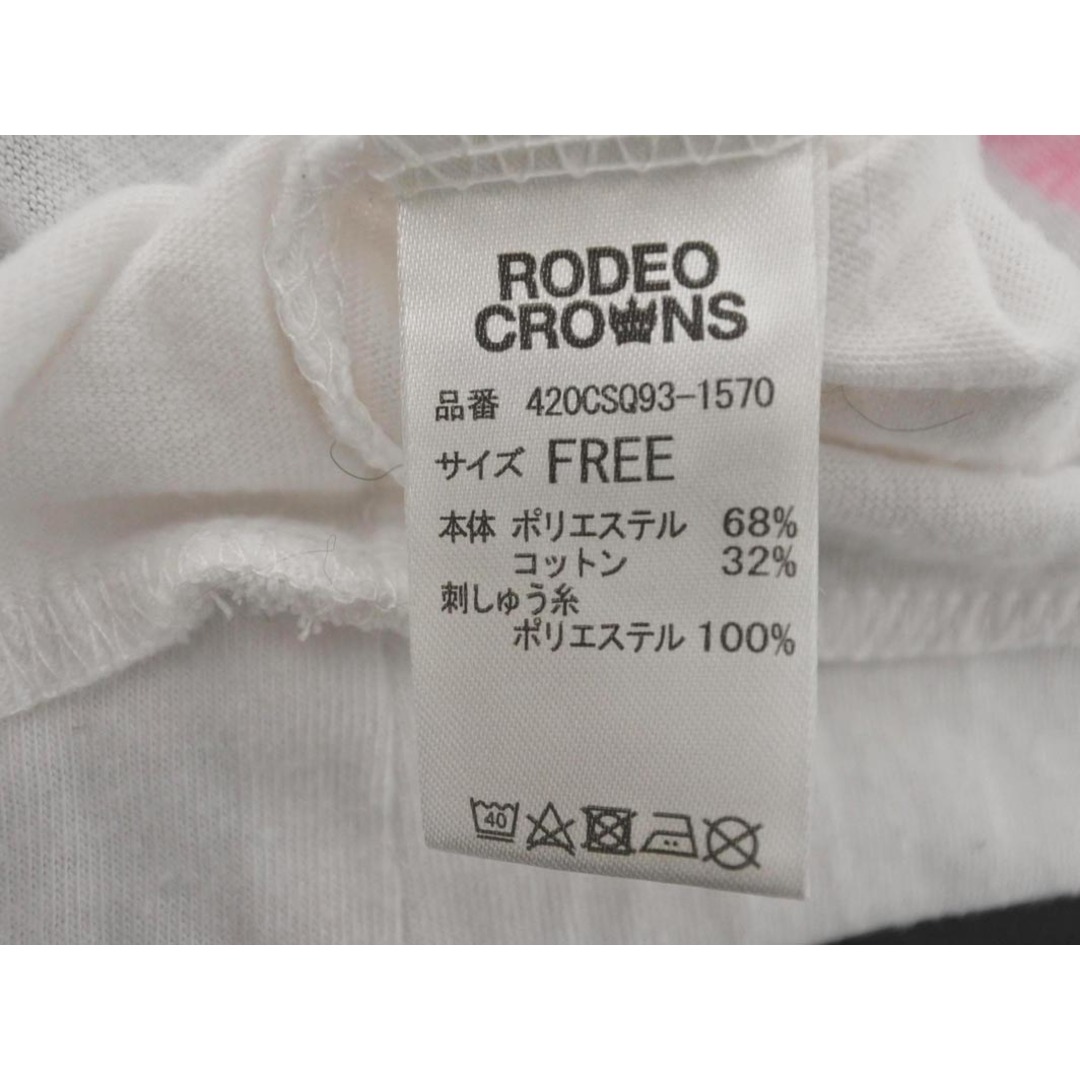 RODEO
CROWNS
品番 420CSQ93-1570
サイズ FREE
本体 ポリエステル 68%
コットン 32%
刺しゅう糸
ポリエステル 100%
40